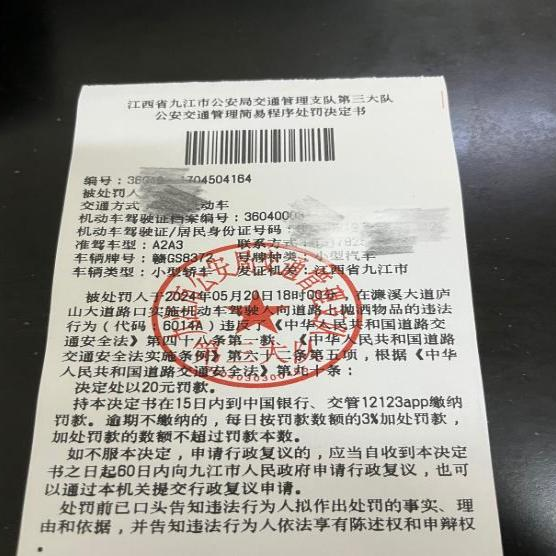 江西省九江市公安局交通管理支队第三大队
公安交通管理简易程序处罚决定书
编号:360 1704504164
被处罚人
交通方式 动车
机动车驾驶证档案编号:3604000
机动车驾驶证/居民身份证号码:
准驾车型:A2A3 联系方式
车辆牌号:赣GS8372 号牌种类:小型汽车
车辆类型:小型轿车 发证机关:江西省九江市
被处罚人于2024年05月20日18时00分,在濂溪大道庐
山大道路口实施机动车驾驶人向道路上抛洒物品的违法
行为(代码 6014A)违反了《中华人民共和国道路交
通安全法》第四十八条第一款、《中华人民共和国道路
交通安全法实施条例》第六十二条第五项,根据《中华
人民共和国道路交通安全法》第九十条:
决定处以20元罚款。
持本决定书在15日内到中国银行、交管12123app缴纳
罚款。逾期不缴纳的,每日按罚款数额的3%加处罚款,
加处罚款的数额不超过罚款本数。
如不服本决定,申请行政复议的,应当自收到本决定
书之日起60日内向九江市人民政府申请行政复议,也可
以通过本机关提交行政复议申请。
处罚前已口头告知违法行为人拟作出处罚的事实、理
由和依据,并告知违法行为人依法享有陈述权和申辩权
。